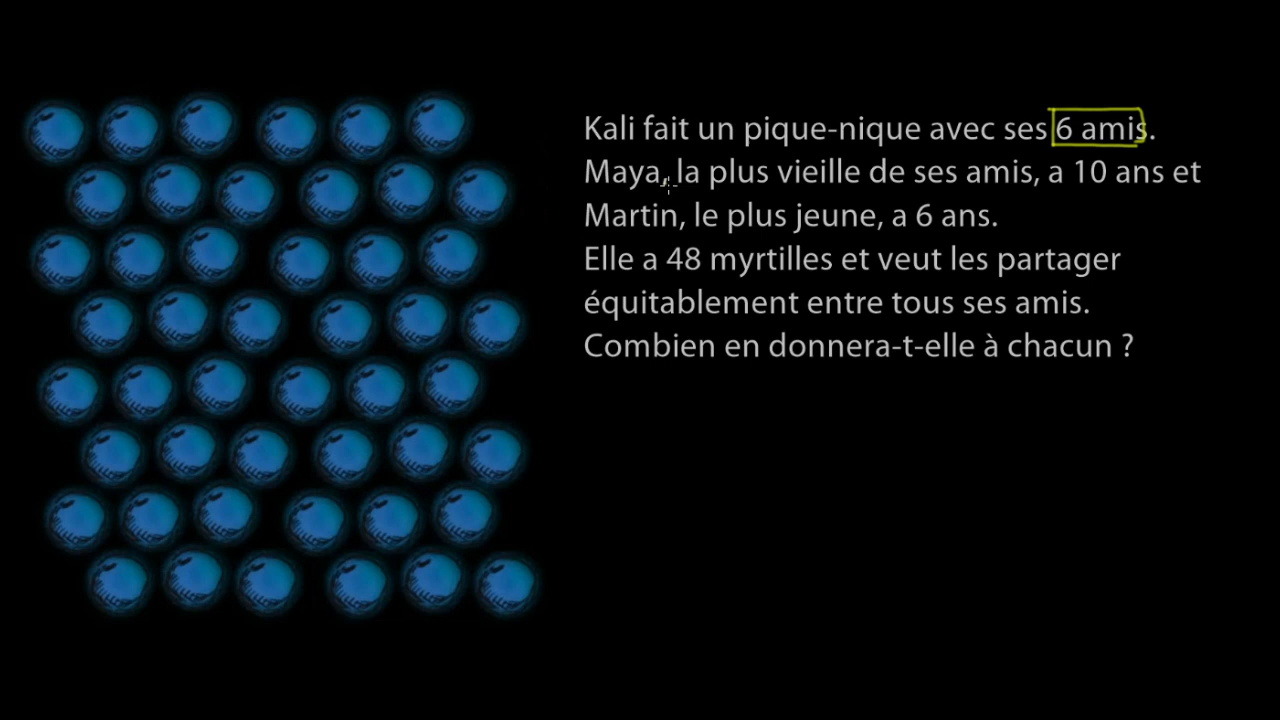 Kali fait un pique-nique avec ses 6 amis.
Maya, la plus vieille de ses amis, a 10 ans et
Martin, le plus jeune, a 6 ans.
Elle a 48 myrtilles et veut les partager
équitablement entre tous ses amis.
Combien en donnera-t-elle à chacun ?